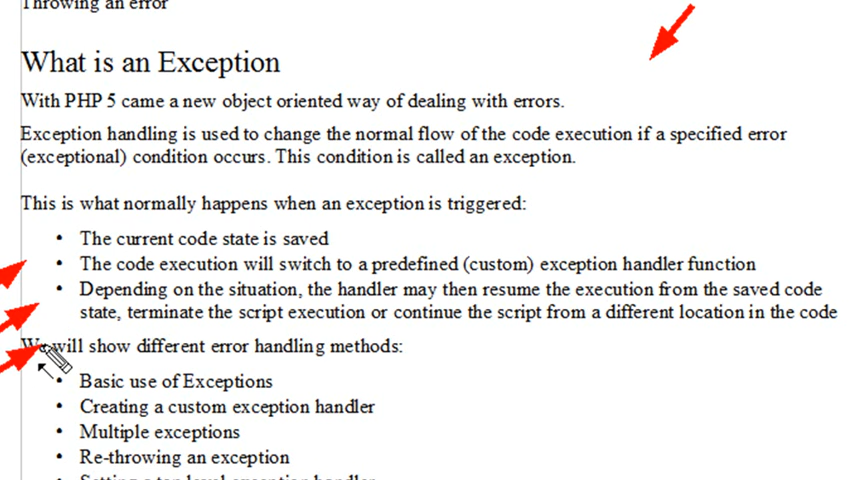 Throwing an error
What is an Exception
With PHP 5 came a new object oriented way of dealing with errors.
Exception handling is used to change the normal flow of the code execution if a specified error
(exceptional) condition occurs. This condition is called an exception.
This is what normally happens when an exception is triggered:
• The current code state is saved
• The code execution will switch to a predefined (custom) exception handler function
• Depending on the situation, the handler may then resume the execution from the saved code
state, terminate the script execution or continue the script from a different location in the code
We will show different error handling methods:
• Basic use of Exceptions
• Creating a custom exception handler
• Multiple exceptions
• Re-throwing an exception
• Setting a top level exception handler